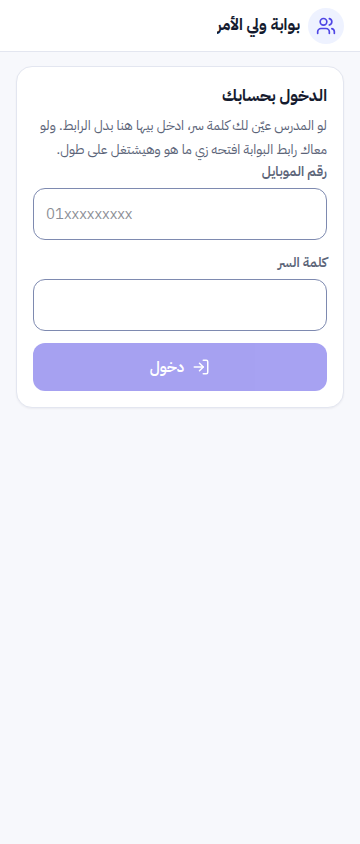 بوابة ولي الأمر
الدخول بحسابك
لو المدرس عيّن لك كلمة سر، ادخل بيها هنا بدل الرابط. ولو
معاك رابط البوابة افتحه زي ما هو وهيشتغل على طول.
رقم الموبايل
01xxxxxxxxx
كلمة السر
دخول